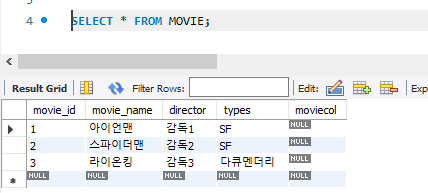 4 SELECT * FROM MOVIE;
Result Grid Filter Rows: Edit: Exp
movie_id movie_name director types moviecol
1 아이언맨 감독1 SF NULL
2 스파이더맨 감독2 SF NULL
3 라이온킹 감독3 다큐멘더리 NULL
NULL NULL NULL NULL NULL